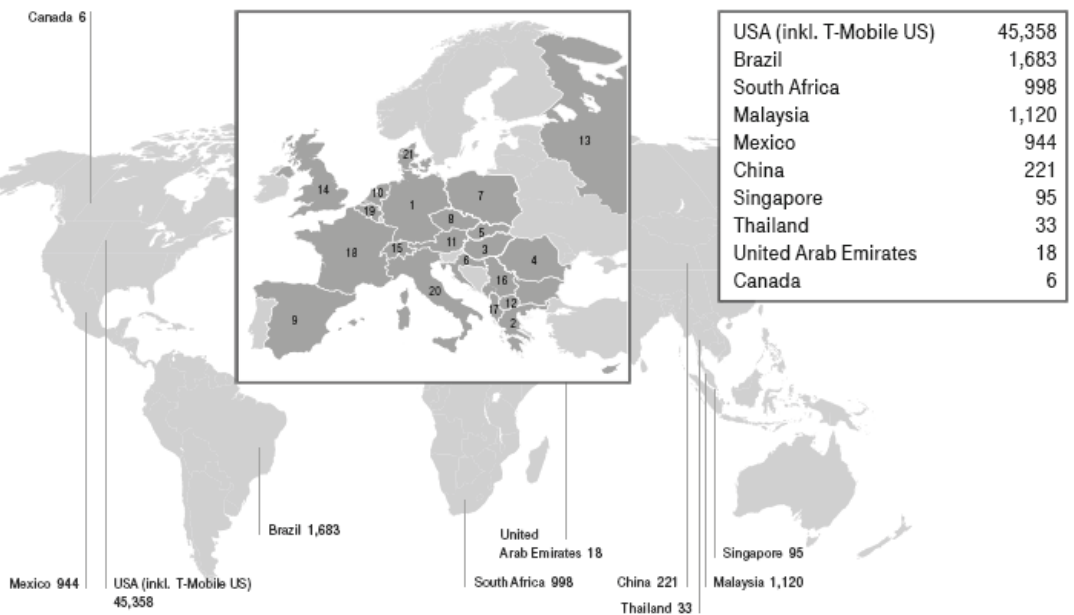 Canada 6
USA (inkl. T-Mobile US) 45,358
Brazil 1,683
South Africa 998
Malaysia 1,120
Mexico 944
China 221
Singapore 95
Thailand 33
United Arab Emirates 18
Canada 6
13
21
14
10
7
1
19
8
5
18
15
11
3
6
4
20
16
9
17
12
2
Brazil 1,683
United
Arab Emirates 18
Singapore 95
Mexico 944
USA (inkl. T-Mobile US)
45,358
South Africa 998
China 221
Malaysia 1,120
Thailand 33